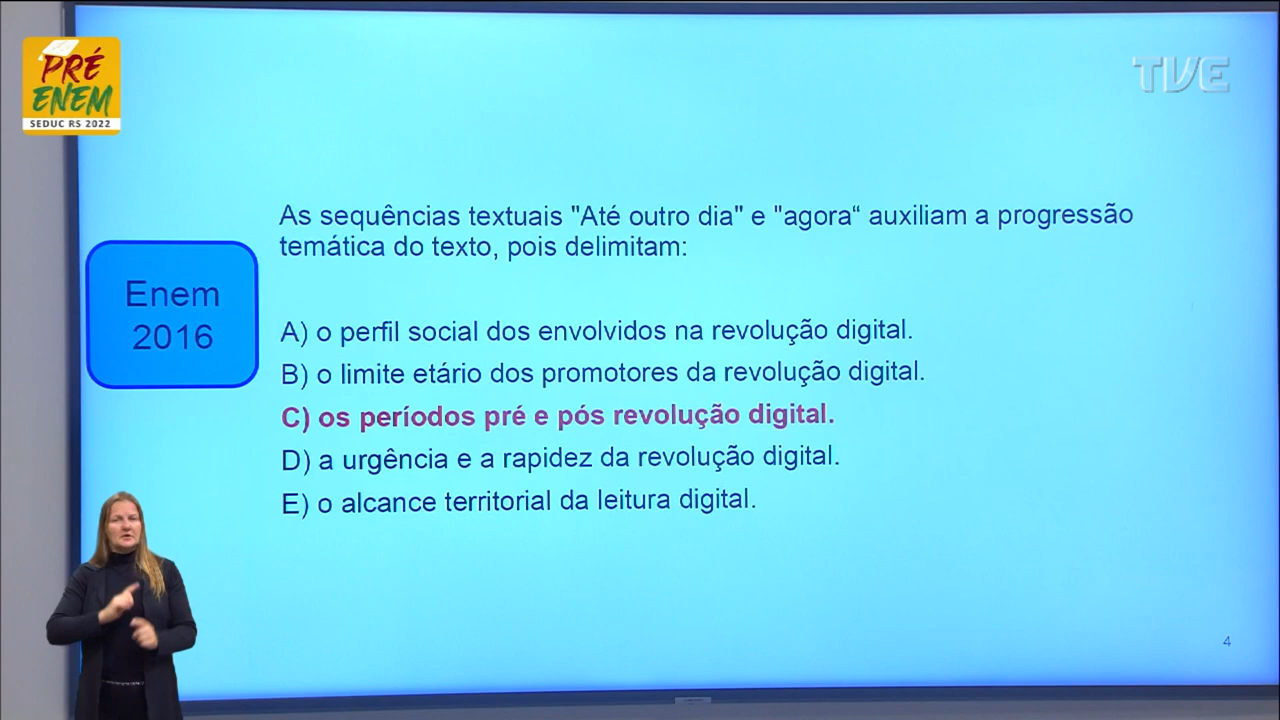 PRÉ
ENEM
SEDUC RS 2022
TVE
As sequências textuais "Até outro dia" e "agora“ auxiliam a progressão
temática do texto, pois delimitam:
Enem
2016
A) o perfil social dos envolvidos na revolução digital.
B) o limite etário dos promotores da revolução digital.
C) os períodos pré e pós revolução digital.
D) a urgência e a rapidez da revolução digital.
E) o alcance territorial da leitura digital.
4